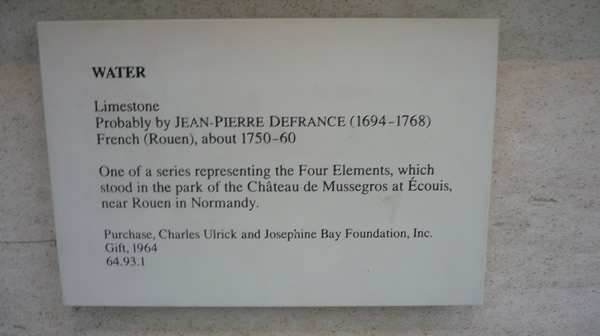 WATER
Limestone
Probably by JEAN-PIERRE DEFRANCE (1694-1768)
French (Rouen), about 1750-60
One of a series representing the Four Elements, which
stood in the park of the Château de Mussegros at Écouis,
near Rouen in Normandy.
Purchase, Charles Ulrick and Josephine Bay Foundation, Inc.
Gift, 1964
64.93.1